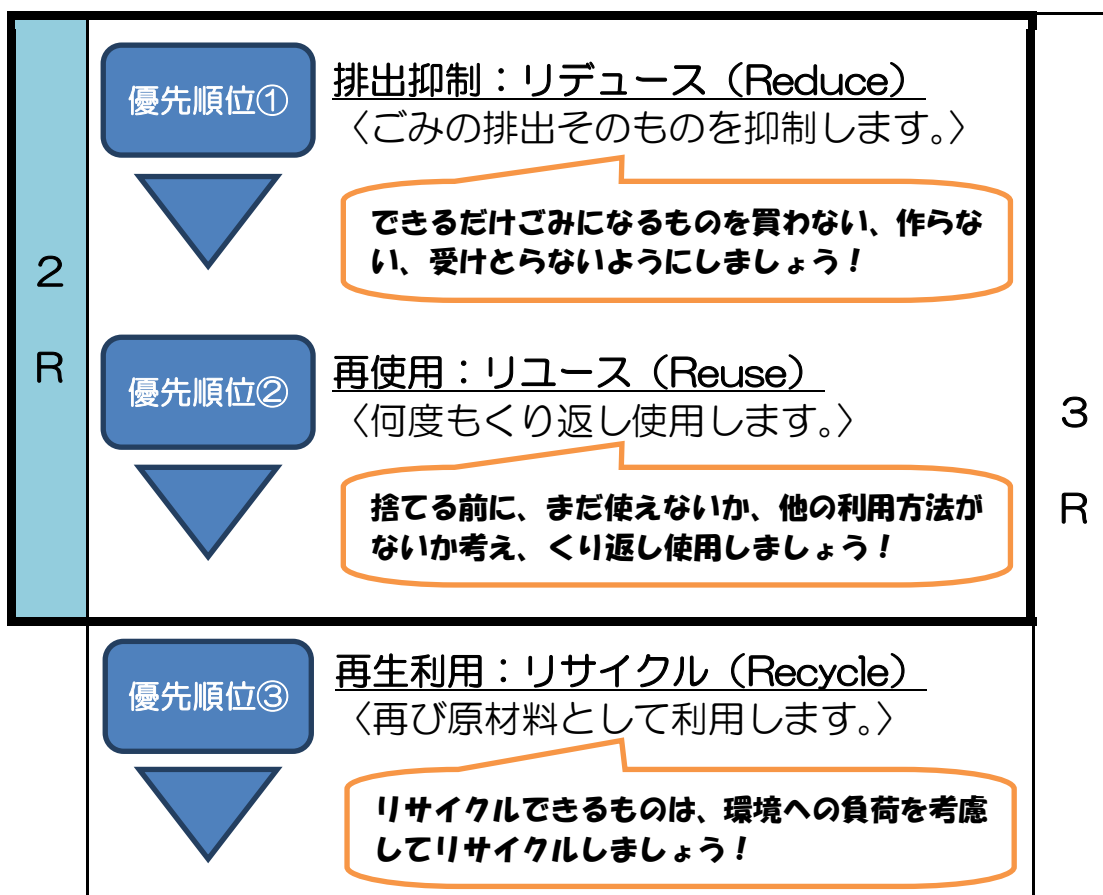 2
R
3
R
優先順位①
排出抑制：リデュース（Reduce）
〈ごみの排出そのものを抑制します。〉
できるだけごみになるものを買わない、作らな
い、受けとらないようにしましょう！
優先順位②
再使用：リユース（Reuse）
〈何度もくり返し使用します。〉
捨てる前に、まだ使えないか、他の利用方法が
ないか考え、くり返し使用しましょう！
優先順位③
再生利用：リサイクル（Recycle）
〈再び原材料として利用します。〉
リサイクルできるものは、環境への負荷を考慮
してリサイクルしましょう！